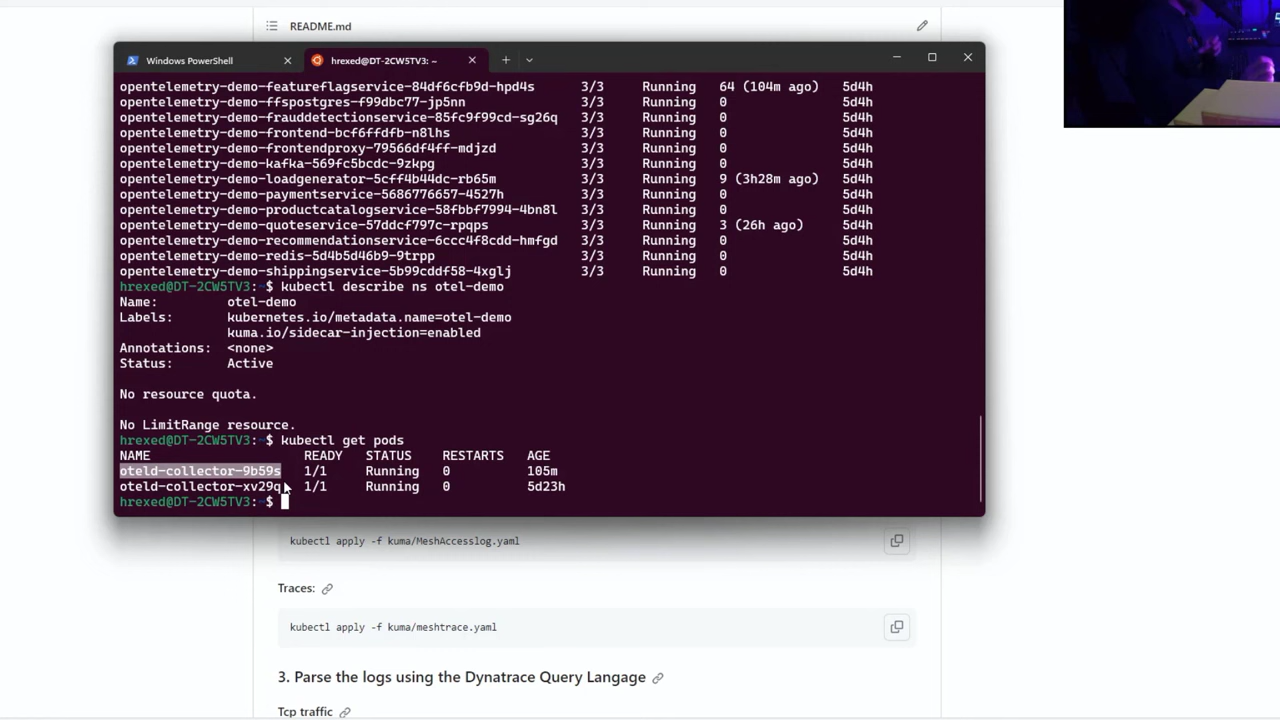 README.md
Windows PowerShell
hrexed@DT-2CW5TV3: ~
opentelemetry-demo-featureflagservice-84df6cfb9d-hpd4s 3/3 Running 64 (104m ago) 5d4h
opentelemetry-demo-ffspostgres-f99dbc77-jp5nn 3/3 Running 0 5d4h
opentelemetry-demo-frauddetectionservice-85fc9f99cd-sg26q 3/3 Running 0 5d4h
opentelemetry-demo-frontend-bcf6ffdfb-n8lhs 3/3 Running 0 5d4h
opentelemetry-demo-frontendproxy-79566df4ff-mdjzd 3/3 Running 0 5d4h
opentelemetry-demo-kafka-569fc5bcdc-9zkpg 3/3 Running 0 5d4h
opentelemetry-demo-loadgenerator-5cff4b44dc-rb65m 3/3 Running 9 (3h28m ago) 5d4h
opentelemetry-demo-paymentservice-5686776657-4527h 3/3 Running 0 5d4h
opentelemetry-demo-productcatalogservice-58fbbf7994-4bn8l 3/3 Running 0 5d4h
opentelemetry-demo-quoteservice-57ddcf797c-rpqps 3/3 Running 3 (26h ago) 5d4h
opentelemetry-demo-recommendationservice-6ccc4f8cdd-hmfgd 3/3 Running 0 5d4h
opentelemetry-demo-redis-5d4b5d46b9-9trpp 3/3 Running 0 5d4h
opentelemetry-demo-shippingservice-5b99cddf58-4xglj 3/3 Running 0 5d4h
hrexed@DT-2CW5TV3:~$ kubectl describe ns otel-demo
Name: otel-demo
Labels: kubernetes.io/metadata.name=otel-demo
kuma.io/sidecar-injection=enabled
Annotations: <none>
Status: Active
No resource quota.
No LimitRange resource.
hrexed@DT-2CW5TV3:~$ kubectl get pods
NAME READY STATUS RESTARTS AGE
oteld-collector-9b59s 1/1 Running 0 105m
oteld-collector-xv29q 1/1 Running 0 5d23h
hrexed@DT-2CW5TV3:~$
kubectl apply -f kuma/MeshAccesslog.yaml
Traces:
kubectl apply -f kuma/meshtrace.yaml
3. Parse the logs using the Dynatrace Query Langage
Tcp traffic